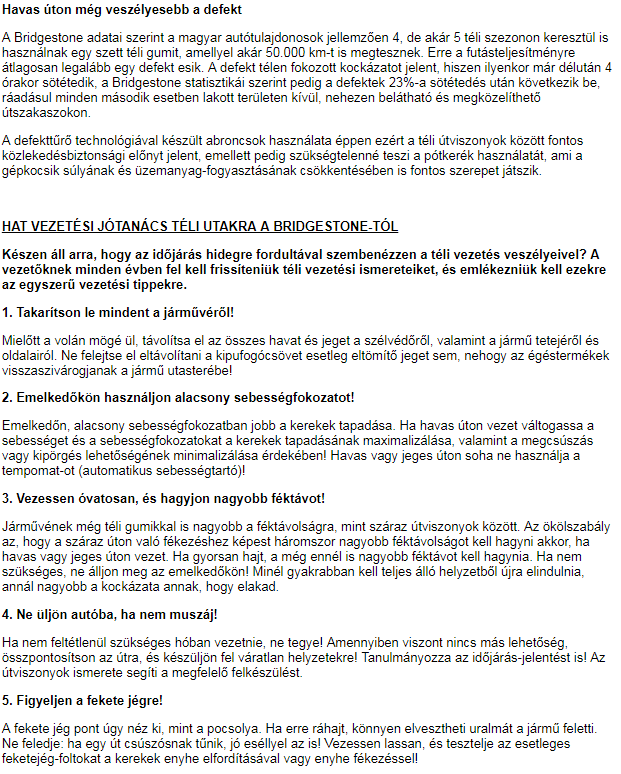 Havas úton még veszélyesebb a defekt
A Bridgestone adatai szerint a magyar autótulajdonosok jellemzően 4, de akár 5 téli szezonon keresztül is
használnak egy szett téli gumit, amellyel akár 50.000 km-t is megtesznek. Erre a futásteljesítményre
átlagosan legalább egy defekt esik. A defekt télen fokozott kockázatot jelent, hiszen ilyenkor már délután 4
órakor sötétedik, a Bridgestone statisztikái szerint pedig a defektek 23%-a sötétedés után következik be,
ráadásul minden második esetben lakott területen kívül, nehezen belátható és megközelíthető
útszakaszokon.
A defekttűrő technológiával készült abroncsok használata éppen ezért a téli útviszonyok között fontos
közlekedésbiztonsági előnyt jelent, emellett pedig szükségtelenné teszi a pótkerék használatát, ami a
gépkocsik súlyának és üzemanyag-fogyasztásának csökkentésében is fontos szerepet játszik.
HAT VEZETÉSI JÓTANÁCS TÉLI UTAKRA A BRIDGESTONE-TÓL
Készen áll arra, hogy az időjárás hidegre fordultával szembenézzen a téli vezetés veszélyeivel? A
vezetőknek minden évben fel kell frissíteniük téli vezetési ismereteiket, és emlékezniük kell ezekre
az egyszerű vezetési tippekre.
1. Takarítson le mindent a járművéről!
Mielőtt a volán mögé ül, távolítsa el az összes havat és jeget a szélvédőről, valamint a jármű tetejéről és
oldalairól. Ne felejtse el eltávolítani a kipufogócsövet esetleg eltömítő jeget sem, nehogy az égéstermékek
visszaszivárogjanak a jármű utasterébe!
2. Emelkedőkön használjon alacsony sebességfokozatot!
Emelkedőn, alacsony sebességfokozatban jobb a kerekek tapadása. Ha havas úton vezet váltogassa a
sebességet és a sebességfokozatokat a kerekek tapadásának maximalizálása, valamint a megcsúszás
vagy kipörgés lehetőségének minimalizálása érdekében! Havas vagy jeges úton soha ne használja a
tempomat-ot (automatikus sebességtartó)!
3. Vezessen óvatosan, és hagyjon nagyobb féktávot!
Járművének még téli gumikkal is nagyobb a féktávolságra, mint száraz útviszonyok között. Az ökölszabály
az, hogy a száraz úton való fékezéshez képest háromszor nagyobb féktávolságot kell hagyni akkor, ha
havas vagy jeges úton vezet. Ha gyorsan hajt, a még ennél is nagyobb féktávot kell hagynia. Ha nem
szükséges, ne álljon meg az emelkedőkön! Minél gyakrabban kell teljes álló helyzetből újra elindulnia,
annál nagyobb a kockázata annak, hogy elakad.
4. Ne üljön autóba, ha nem muszáj!
Ha nem feltétlenül szükséges hóban vezetnie, ne tegye! Amennyiben viszont nincs más lehetőség,
összpontosítson az útra, és készüljön fel váratlan helyzetekre! Tanulmányozza az időjárás-jelentést is! Az
útviszonyok ismerete segíti a megfelelő felkészülést.
5. Figyeljen a fekete jégre!
A fekete jég pont úgy néz ki, mint a pocsolya. Ha erre ráhajt, könnyen elvesztheti uralmát a jármű feletti.
Ne feledje: ha egy út csúszósnak tűnik, jó eséllyel az is! Vezessen lassan, és tesztelje az esetleges
feketejég-foltokat a kerekek enyhe elfordításával vagy enyhe fékezéssel!